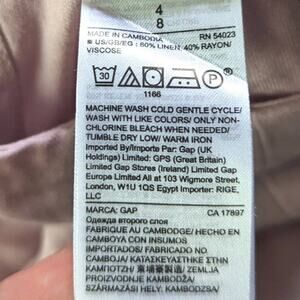 4
8
MADE IN CAMBODIA RN 54023
US/GB/EG : 60% LINEN 40% RAYON/
VISCOSE
30
P
1166
MACHINE WASH COLD GENTLE CYCLE/
WASH WITH LIKE COLORS/ ONLY NON-
CHLORINE BLEACH WHEN NEEDED/
TUMBLE DRY LOW/ WARM IRON
Imported By/Importado Par: Gap (UK
Holdings) Limited: GPS (Great Britain)
Limited Gap Stores (Ireland) Limited Gap
Europe Limited All at 103 Wigmore Street,
London, W1U 1QS Egypt Importer: RIGE,
LLC
MARCA: GAP CA 17897
Одежда второго слоя
FABRIQUE AU CAMBODGE/ HECHO EN
CAMBOYA CON INSUMOS
IMPORTADOS/ FABRICADO NO
CAMBOJA/ ΚΑΤΑΣΚΕΥΑΣΤΗΚΕ ΣΤΗΝ
ΚΑΜΠΟΤΖΗ/ 柬埔寨製造/ ZEMLJA
PROIZVODNJE KAMBODŽA/
SZÁRMAZÁSI HELY: KAMBODZSA/